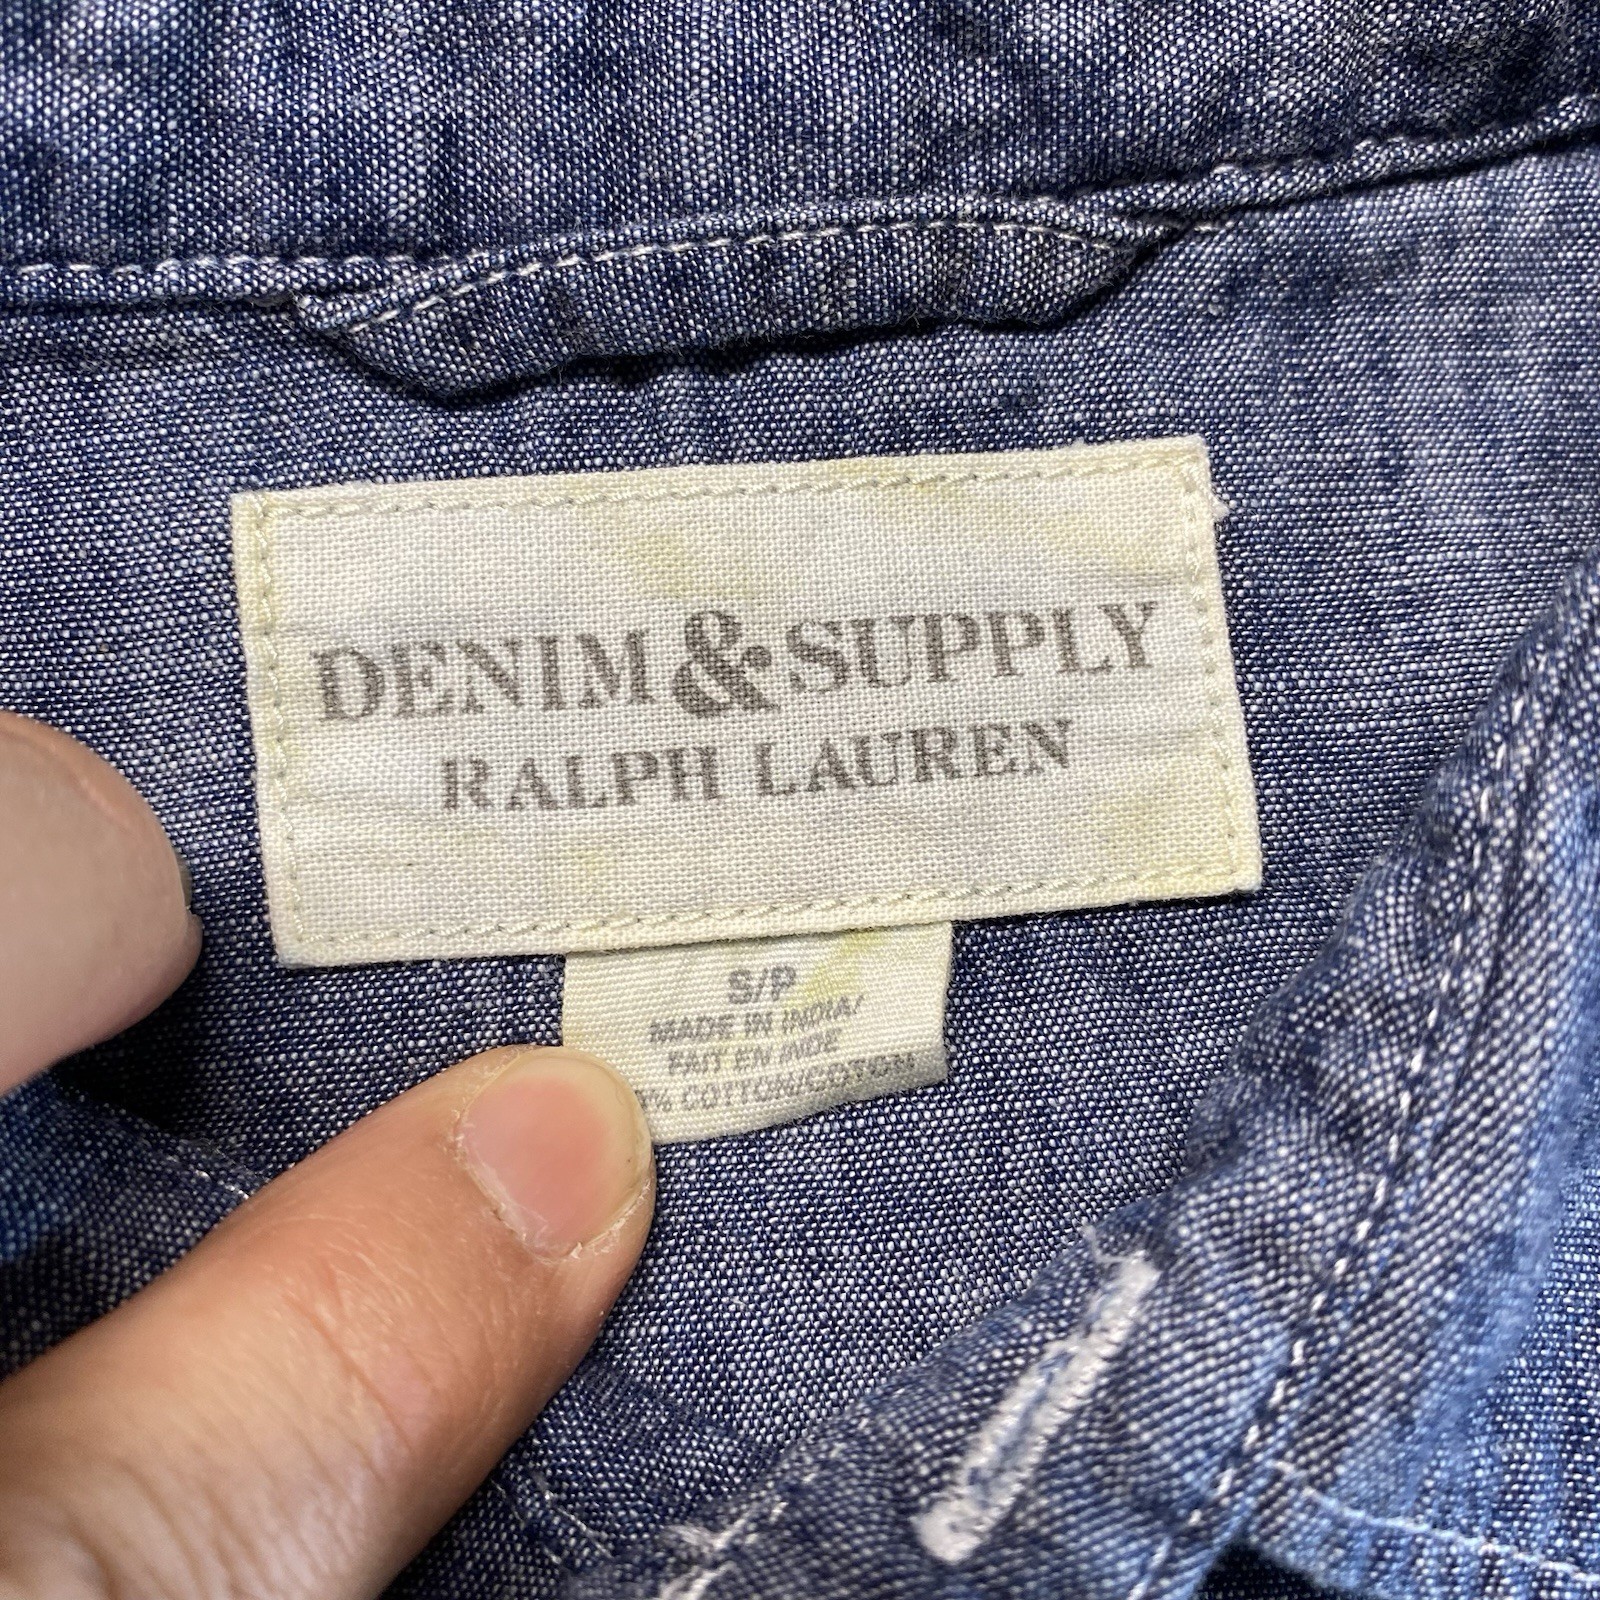 DENIM & SUPPLY
RALPH LAUREN
S/P
MADE IN INDIA/
FAIT EN INDE
% COTTON/COTON